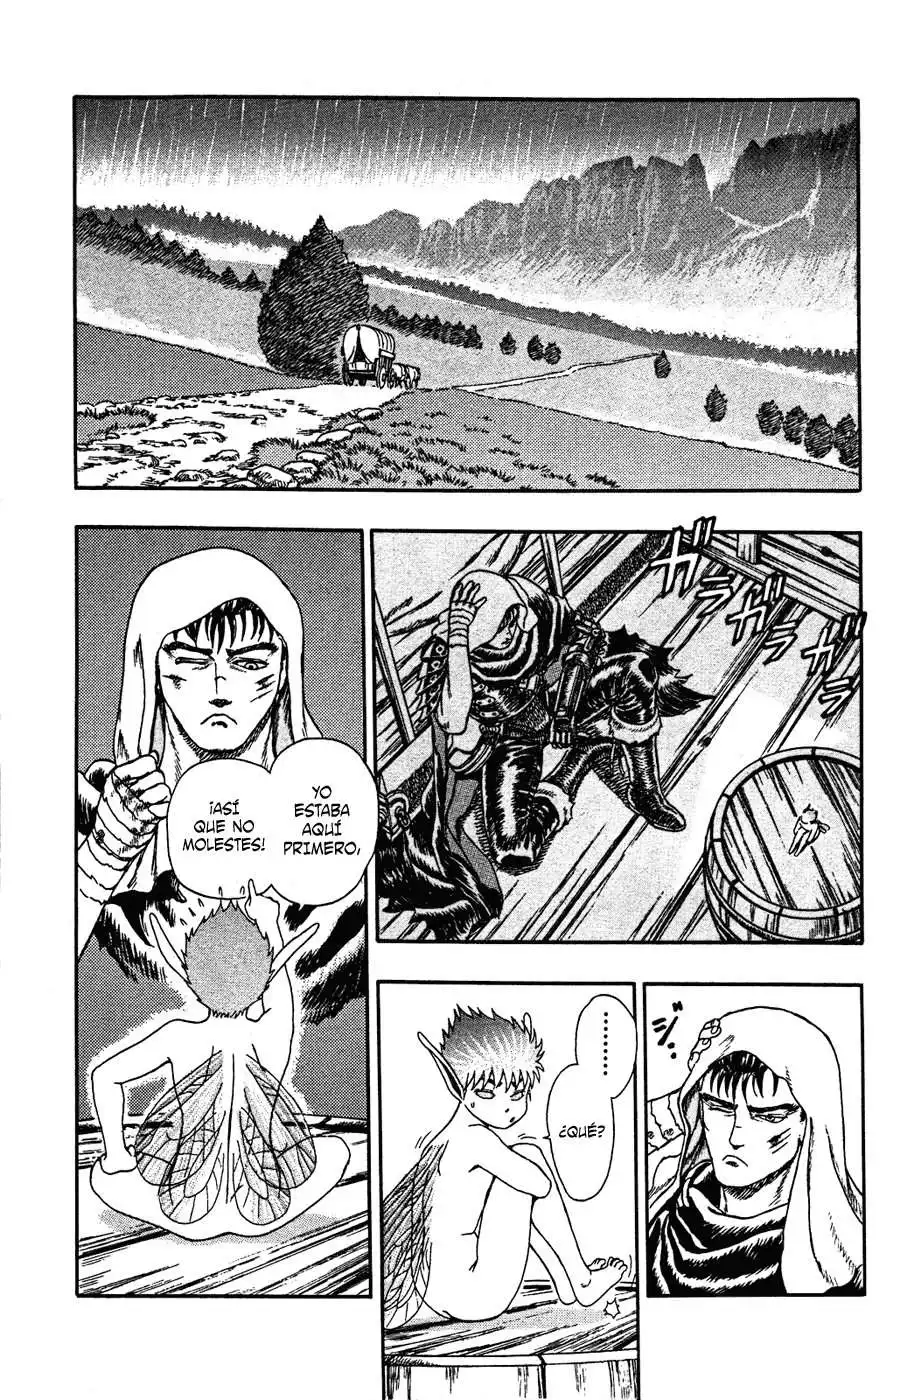 ガラガラガラ
ジ…
………
¿QUÉ?
YO
ESTABA
AQUÍ
PRIMERO,
¡ASÍ
QUE NO
MOLESTES!